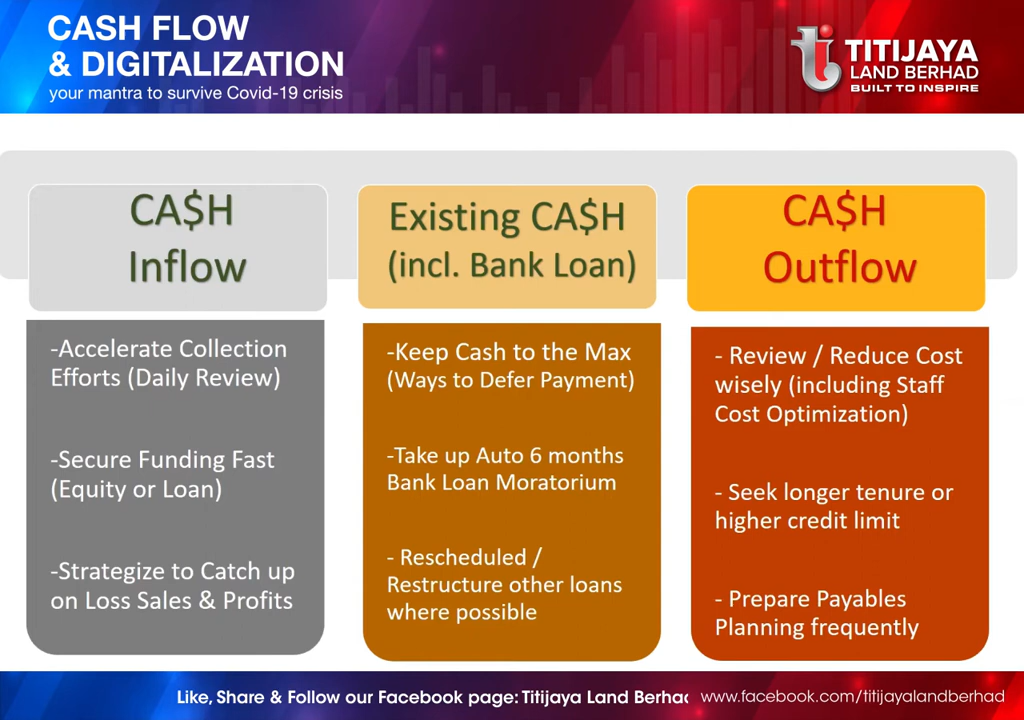 CASH FLOW
& DIGITALIZATION
your mantra to survive Covid-19 crisis
TITIJAYA
LAND BERHAD
BUILT TO INSPIRE
CA$H
Inflow
-Accelerate Collection
Efforts (Daily Review)
-Secure Funding Fast
(Equity or Loan)
-Strategize to Catch up
on Loss Sales & Profits
Existing CA$H
(incl. Bank Loan)
-Keep Cash to the Max
(Ways to Defer Payment)
-Take up Auto 6 months
Bank Loan Moratorium
- Rescheduled /
Restructure other loans
where possible
CA$H
Outflow
- Review / Reduce Cost
wisely (including Staff
Cost Optimization)
- Seek longer tenure or
higher credit limit
- Prepare Payables
Planning frequently
Like, Share & Follow our Facebook page: Titijaya Land Berhad www.facebook.com/titijayalandberhad